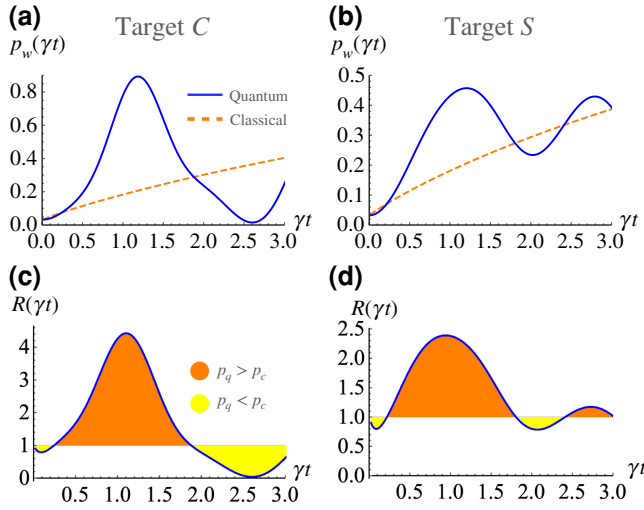 (a) Target C
p_w(γt)
0.8
0.6
0.4
0.2
0.0
0.0 0.5 1.0 1.5 2.0 2.5 3.0
γt
Quantum
Classical
(b) Target S
p_w(γt)
0.5
0.4
0.3
0.2
0.1
0.0
0.0 0.5 1.0 1.5 2.0 2.5 3.0
γt
(c)
R(γt)
4
3
2
1
0
0.5 1.0 1.5 2.0 2.5 3.0
γt
p_q > p_c
p_q < p_c
(d)
R(γt)
2.5
2.0
1.5
1.0
0.5
0.0
0.5 1.0 1.5 2.0 2.5 3.0
γt